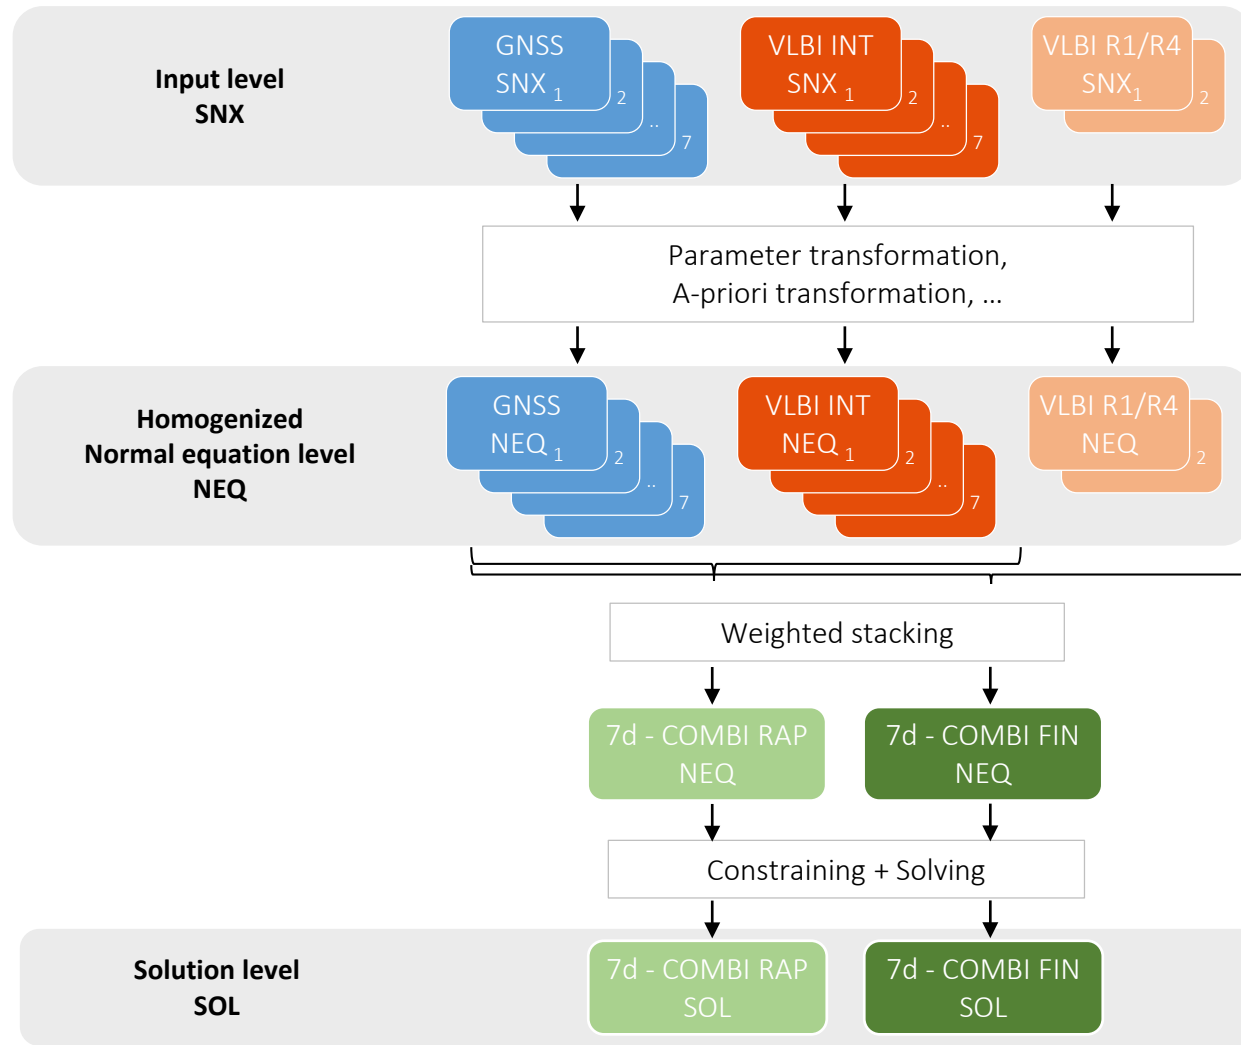 Input level
SNX
GNSS
SNX 1
2
..
7
VLBI INT
SNX 1
2
..
7
VLBI R1/R4
SNX1
2
Parameter transformation,
A-priori transformation, ...
Homogenized
Normal equation level
NEQ
GNSS
NEQ 1
2
..
7
VLBI INT
NEQ 1
2
..
7
VLBI R1/R4
NEQ
2
Weighted stacking
7d - COMBI RAP
NEQ
7d - COMBI FIN
NEQ
Constraining + Solving
Solution level
SOL
7d - COMBI RAP
SOL
7d - COMBI FIN
SOL